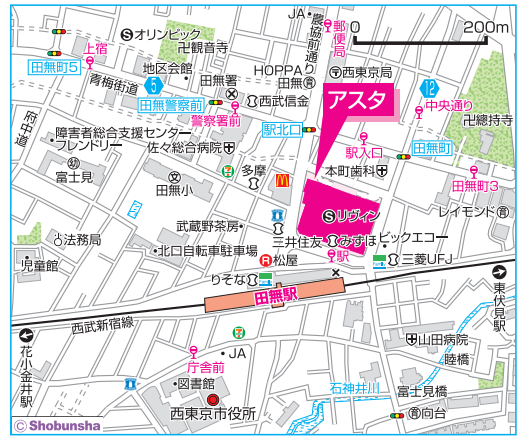 JA
0 200m
オリンピック
卍観音寺
農協前通り
郵便局
上宿
田無町5
青梅街道
地区会館
5
田無署
HOPPA
田無
西東京局
12
田無警察前
西武信金
アスタ
中央通り
卍總持寺
警察署前
駅北口
府中道
障害者総合支援センター
フレンドリー
佐々総合病院
駅入口
田無町
富士見
田無小
多摩
本町歯科
田無町3
武蔵野茶房
リヴィン
レイモンド
法務局
北口自転車駐車場
三井住友
みずほ
ビックエコー
児童館
松屋
駅
三菱UFJ
りそな
田無駅
西武新宿線
東伏見駅
花小金井駅
庁舎前
JA
山田病院
睦橋
図書館
石神井川
富士見橋
西東京市役所
向台
© Shobunsha